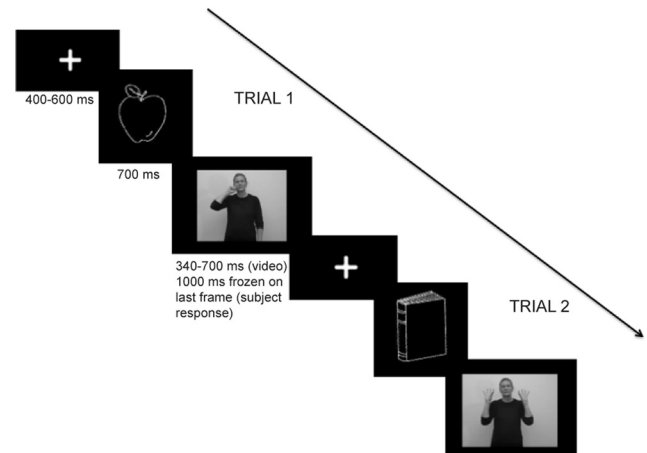 400-600 ms
TRIAL 1
700 ms
340-700 ms (video)
1000 ms frozen on
last frame (subject
response)
TRIAL 2